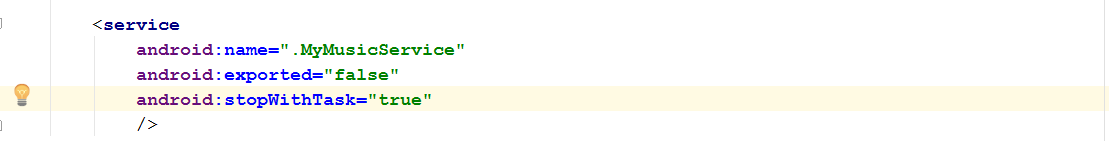 <service
android:name=".MyMusicService"
android:exported="false"
android:stopWithTask="true"
/>